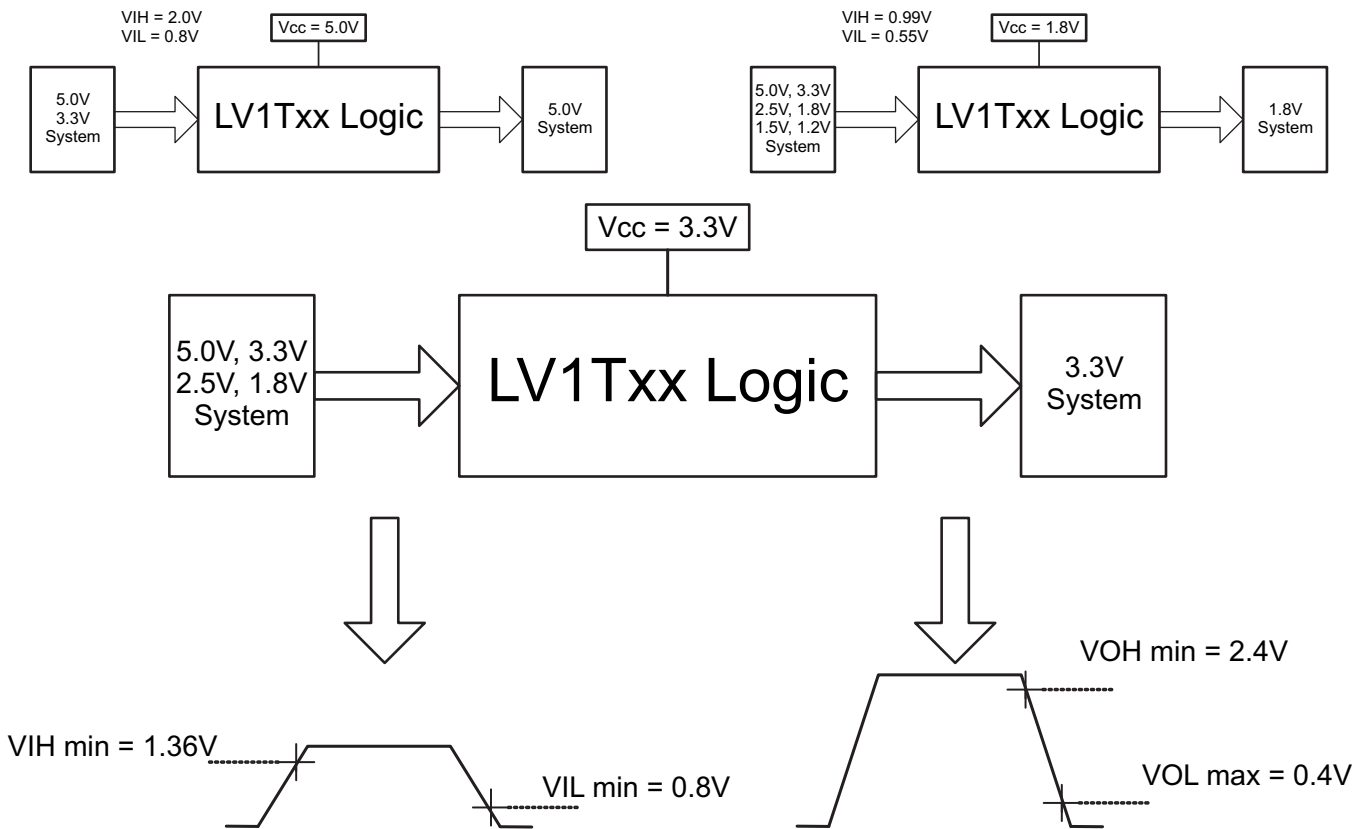 VIH = 2.0V
VIL = 0.8V
Vcc = 5.0V
5.0V
3.3V
System
LV1Txx Logic
5.0V
System
VIH = 0.99V
VIL = 0.55V
Vcc = 1.8V
5.0V, 3.3V
2.5V, 1.8V
1.5V, 1.2V
System
LV1Txx Logic
1.8V
System
Vcc = 3.3V
5.0V, 3.3V
2.5V, 1.8V
System
LV1Txx Logic
3.3V
System
VIH min = 1.36V
VIL min = 0.8V
VOH min = 2.4V
VOL max = 0.4V